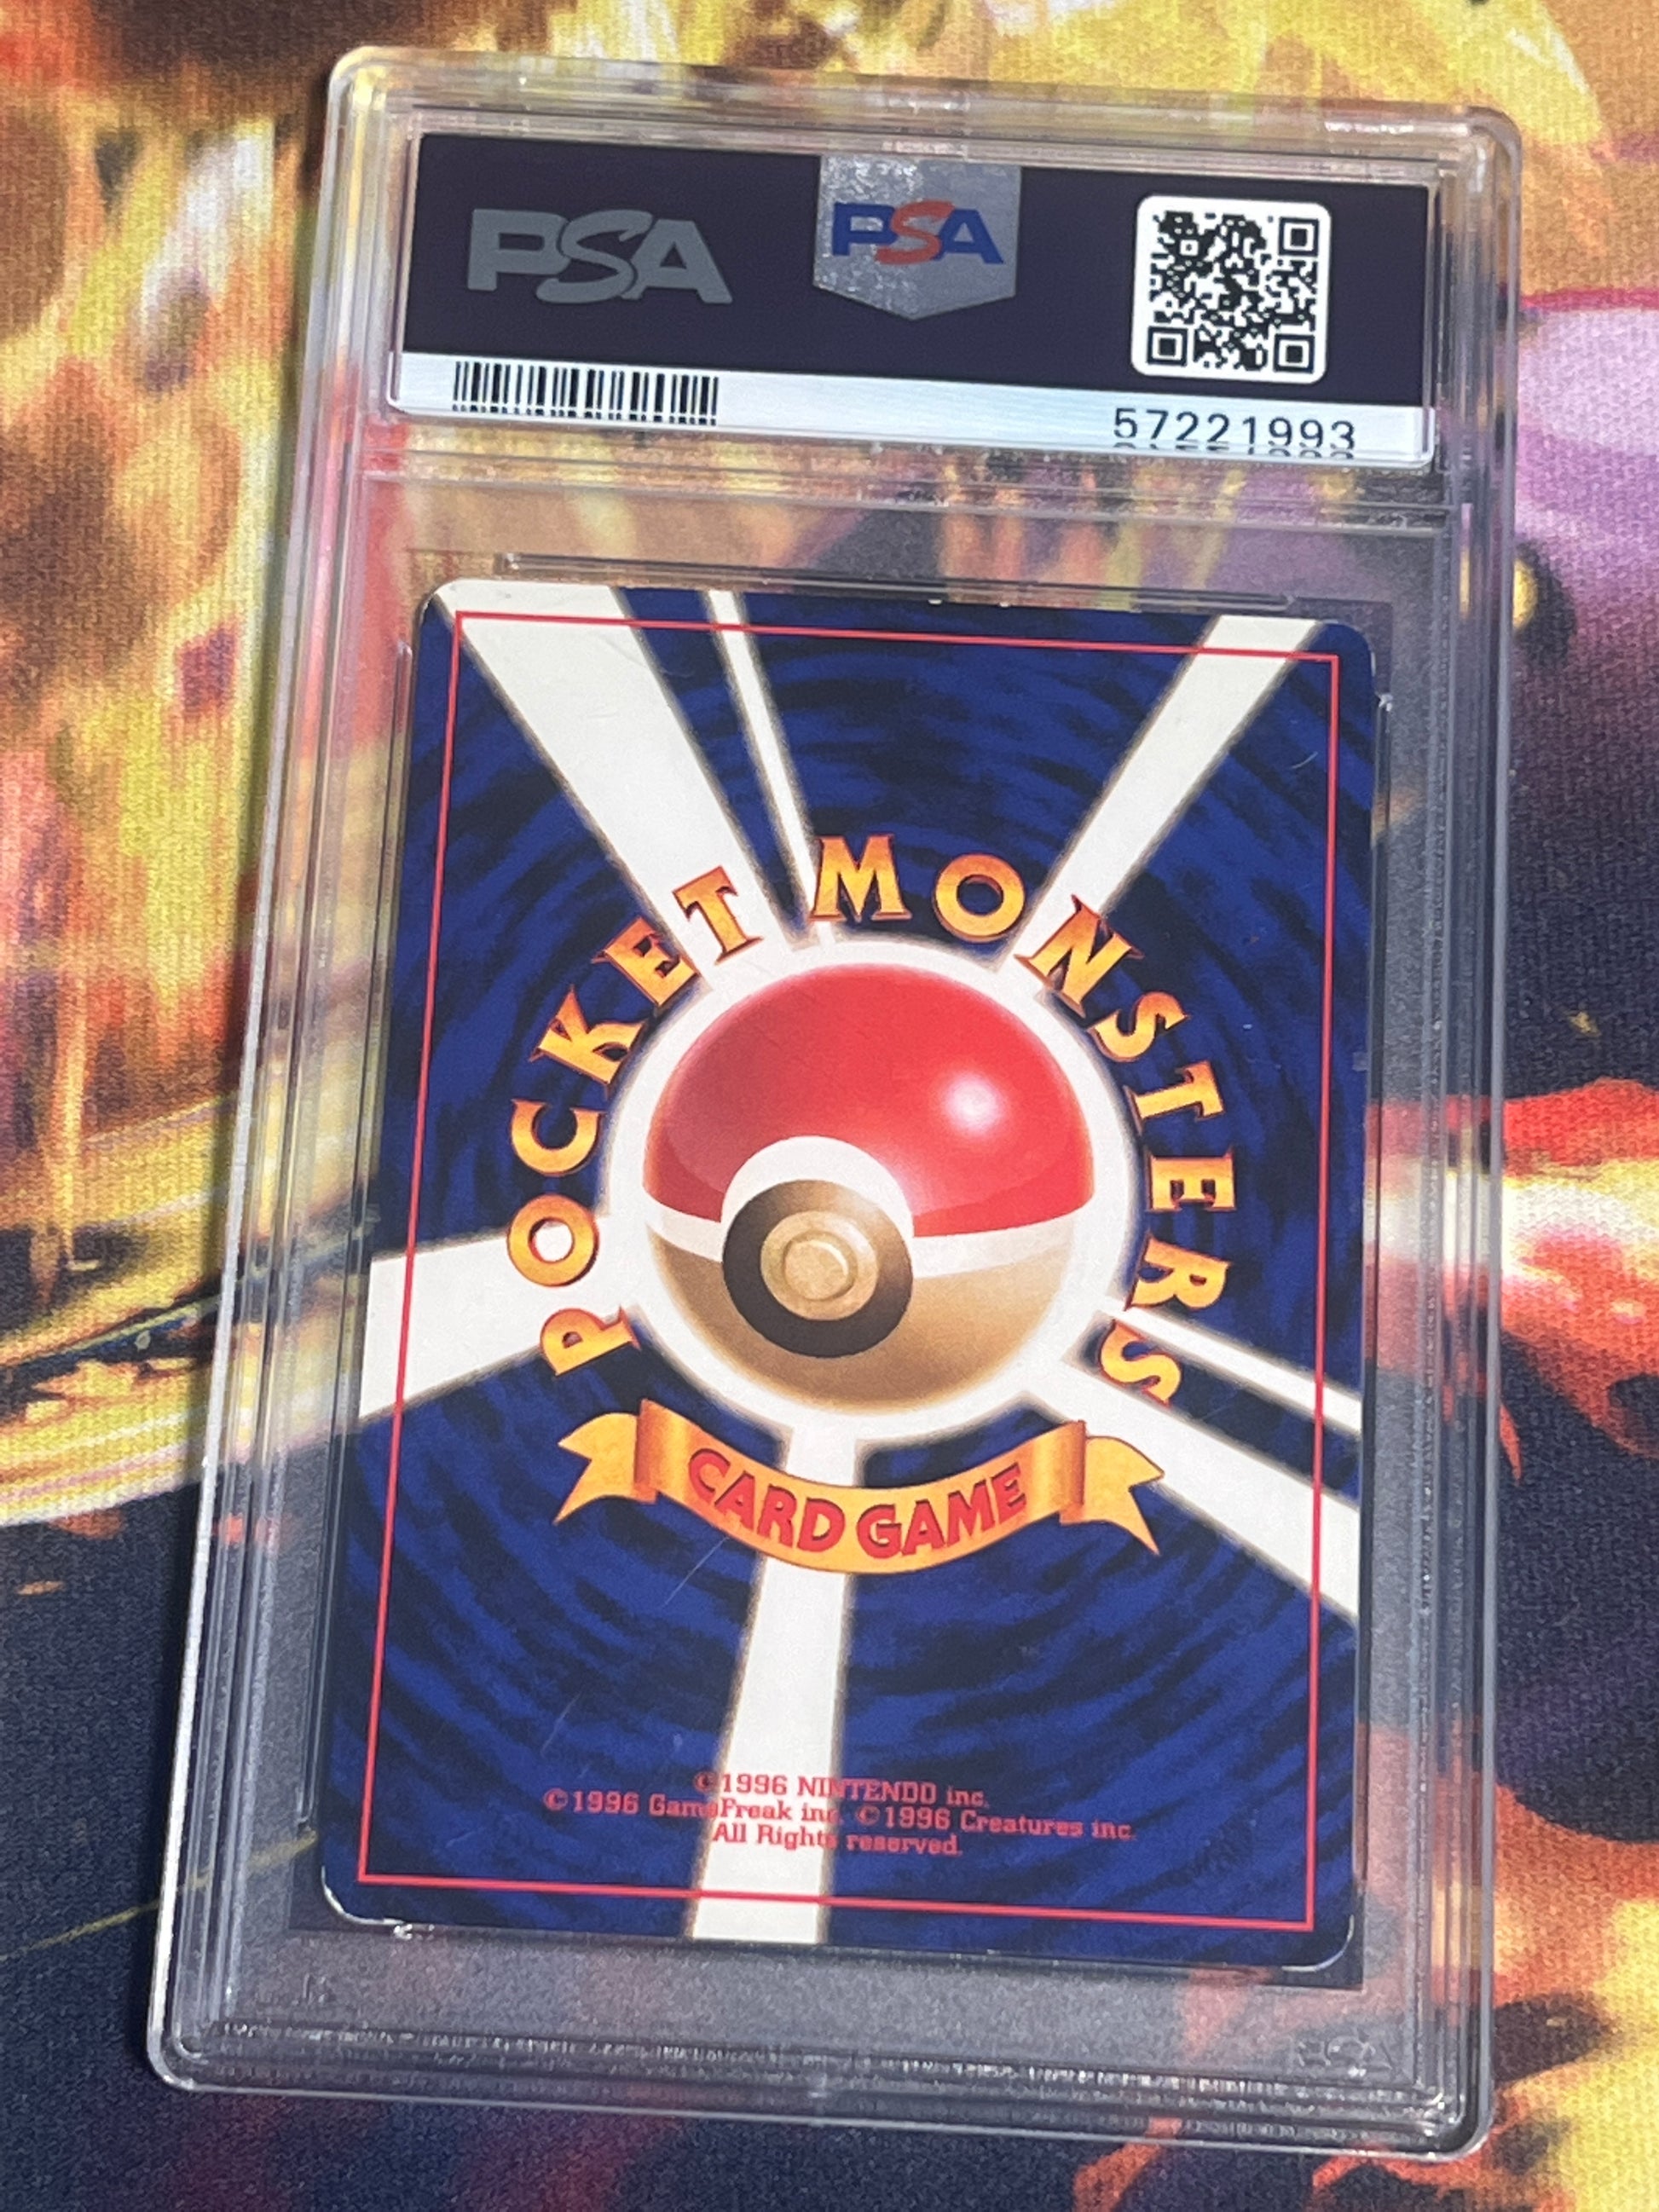 PSA
PSA
57221993
POCKET MONSTERS
CARD GAME
©1996 NINTENDO inc.
©1996 GameFreak inc. ©1996 Creatures inc.
All Rights reserved.